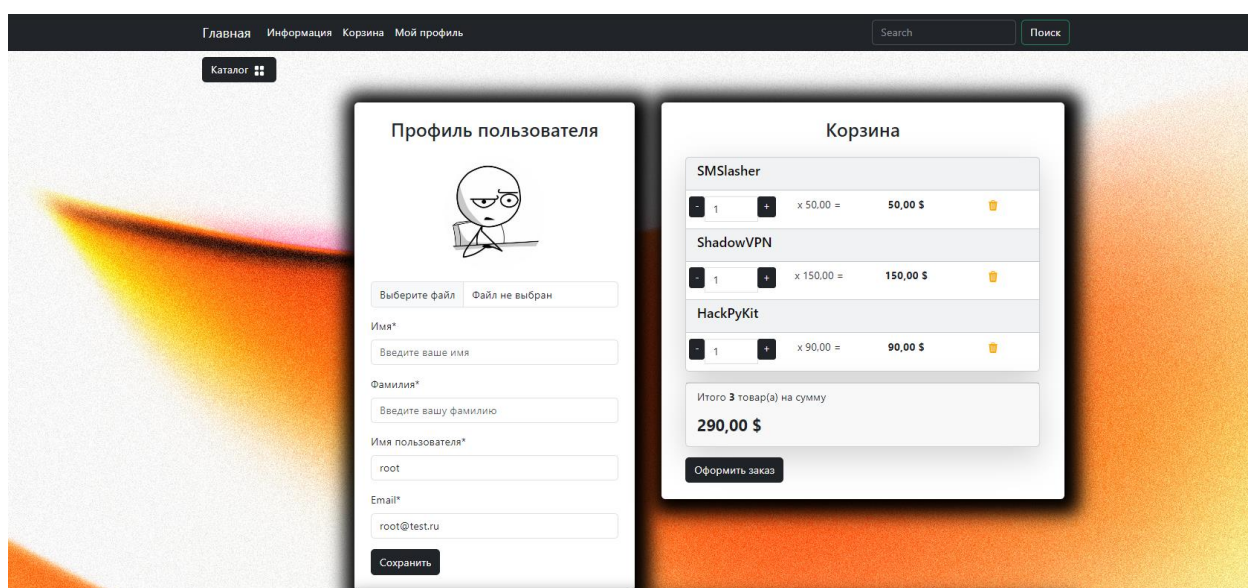 Главная Информация Корзина Мой профиль Search Поиск
Каталог
Профиль пользователя
Выберите файл Файл не выбран
Имя*
Введите ваше имя
Фамилия*
Введите вашу фамилию
Имя пользователя*
root
Email*
root@test.ru
Сохранить
Корзина
SMSlasher
- 1 + x 50,00 = 50,00 $
ShadowVPN
- 1 + x 150,00 = 150,00 $
HackPyKit
- 1 + x 90,00 = 90,00 $
Итого 3 товар(а) на сумму
290,00 $
Оформить заказ